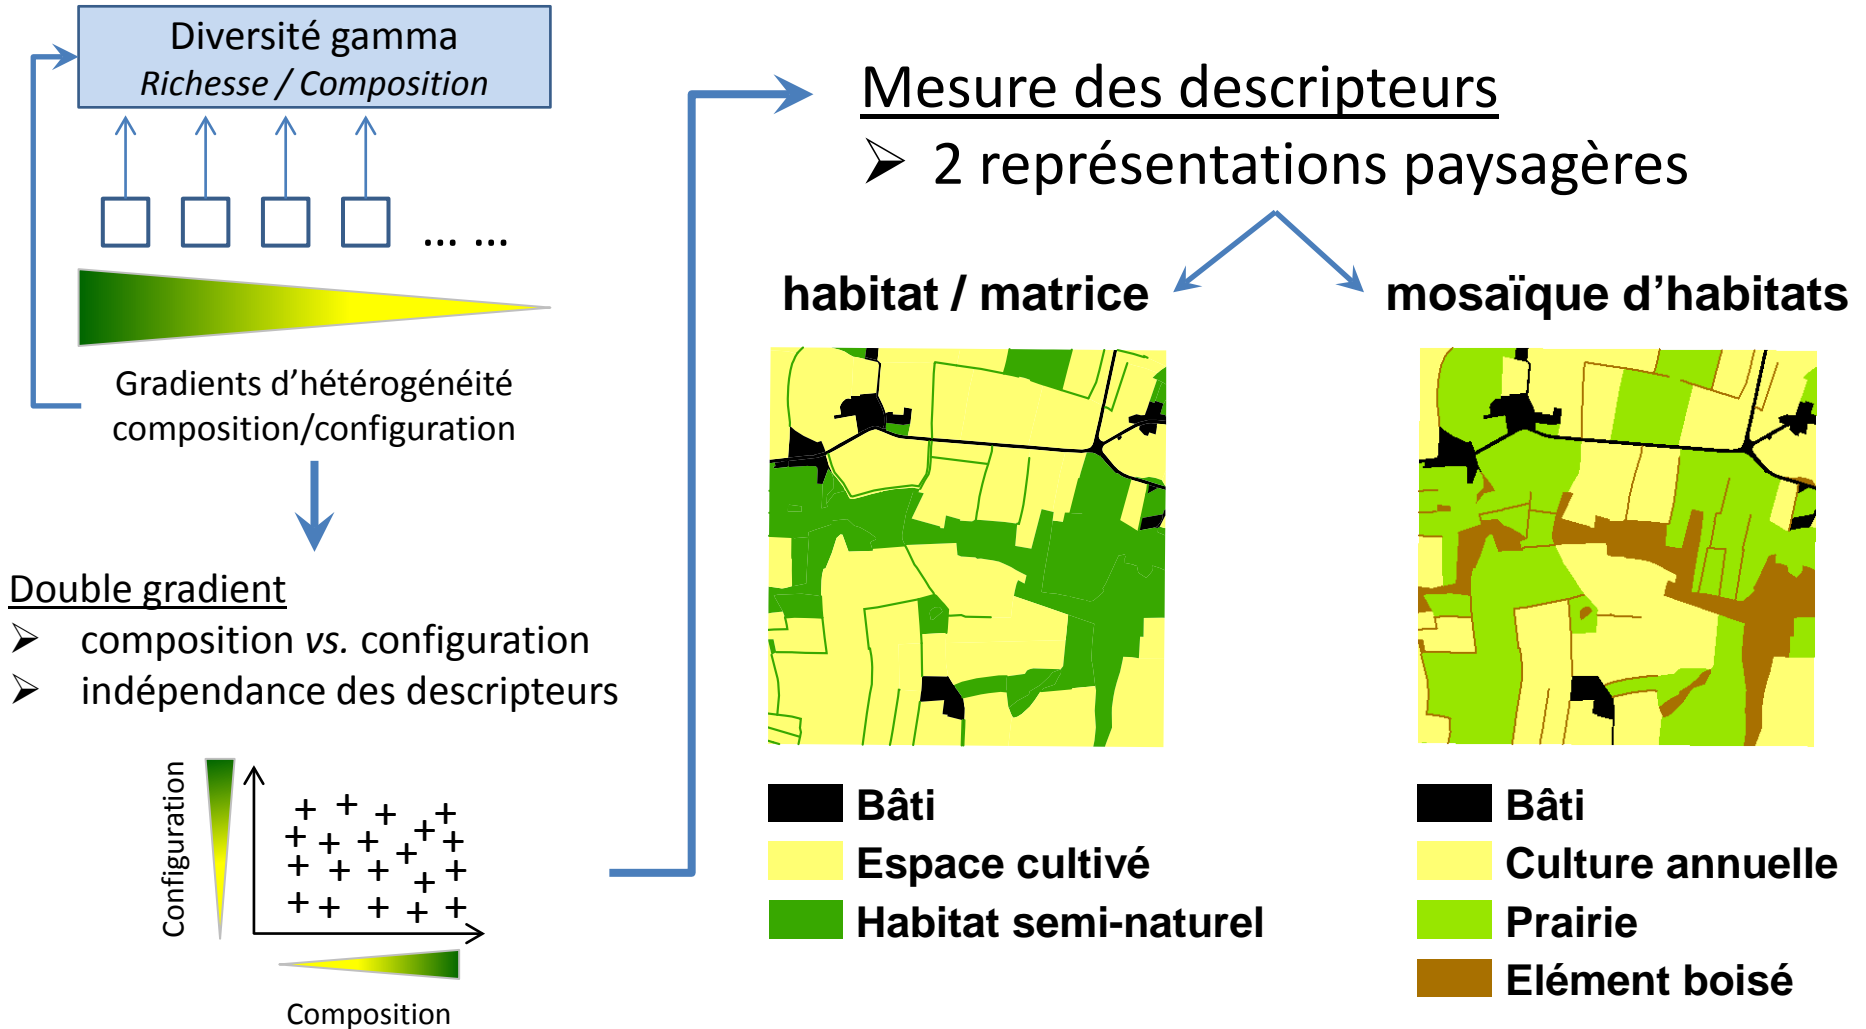 Diversité gamma
Richesse / Composition
... ...
Gradients d’hétérogénéité
composition/configuration
Double gradient
➢ composition vs. configuration
➢ indépendance des descripteurs
Configuration
Composition
Mesure des descripteurs
➢ 2 représentations paysagères
habitat / matrice
Bâti
Espace cultivé
Habitat semi-naturel
mosaïque d’habitats
Bâti
Culture annuelle
Prairie
Elément boisé